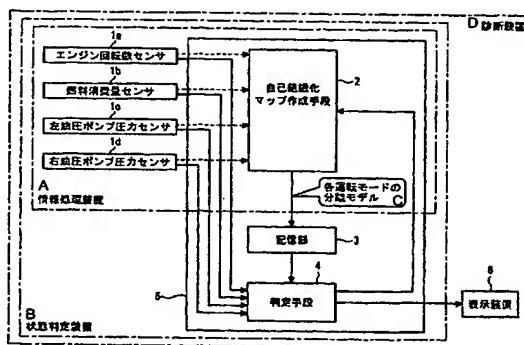 D 診断装置
1a
エンジン回転数センサ
1b
燃料消費量センサ
1c
左油圧ポンプ圧力センサ
1d
右油圧ポンプ圧力センサ
自己組織化
マップ作成手段
2
A
情報処理装置
各運転モードの
分散モデル
C
記憶部
3
4
判定手段
5
6
表示装置
B
状態判定装置